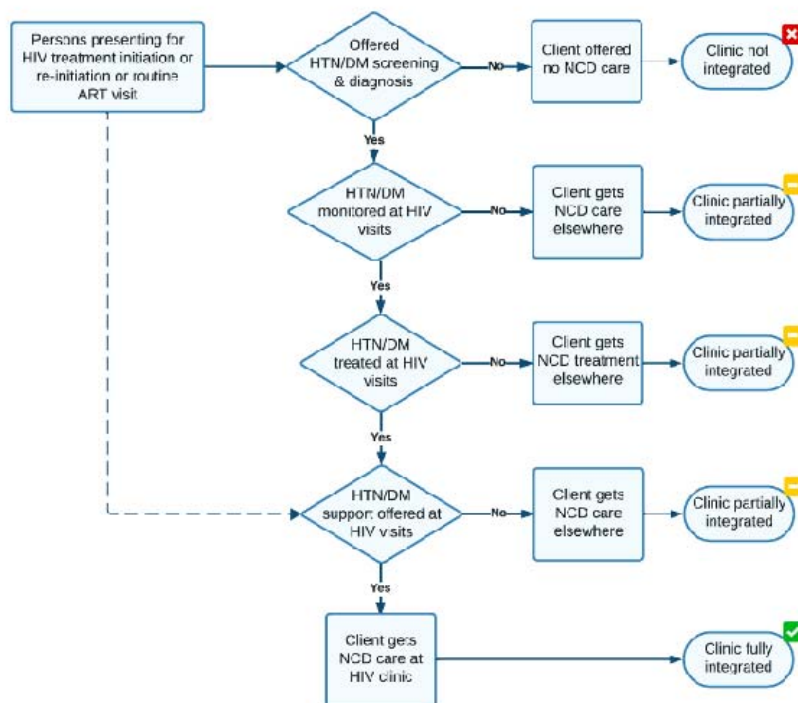 Persons presenting for
HIV treatment initiation or
re-initiation or routine
ART visit
Offered
HTN/DM screening
& diagnosis
No
Client offered
no NCD care
Clinic not
integrated
Yes
HTN/DM
monitored at HIV
visits
No
Client gets
NCD care
elsewhere
Clinic partially
integrated
Yes
HTN/DM
treated at HIV
visits
No
Client gets
NCD treatment
elsewhere
Clinic partially
integrated
Yes
HTN/DM
support offered at
HIV visits
No
Client gets
NCD care
elsewhere
Clinic partially
integrated
Yes
Client gets
NCD care at
HIV clinic
Clinic fully
integrated